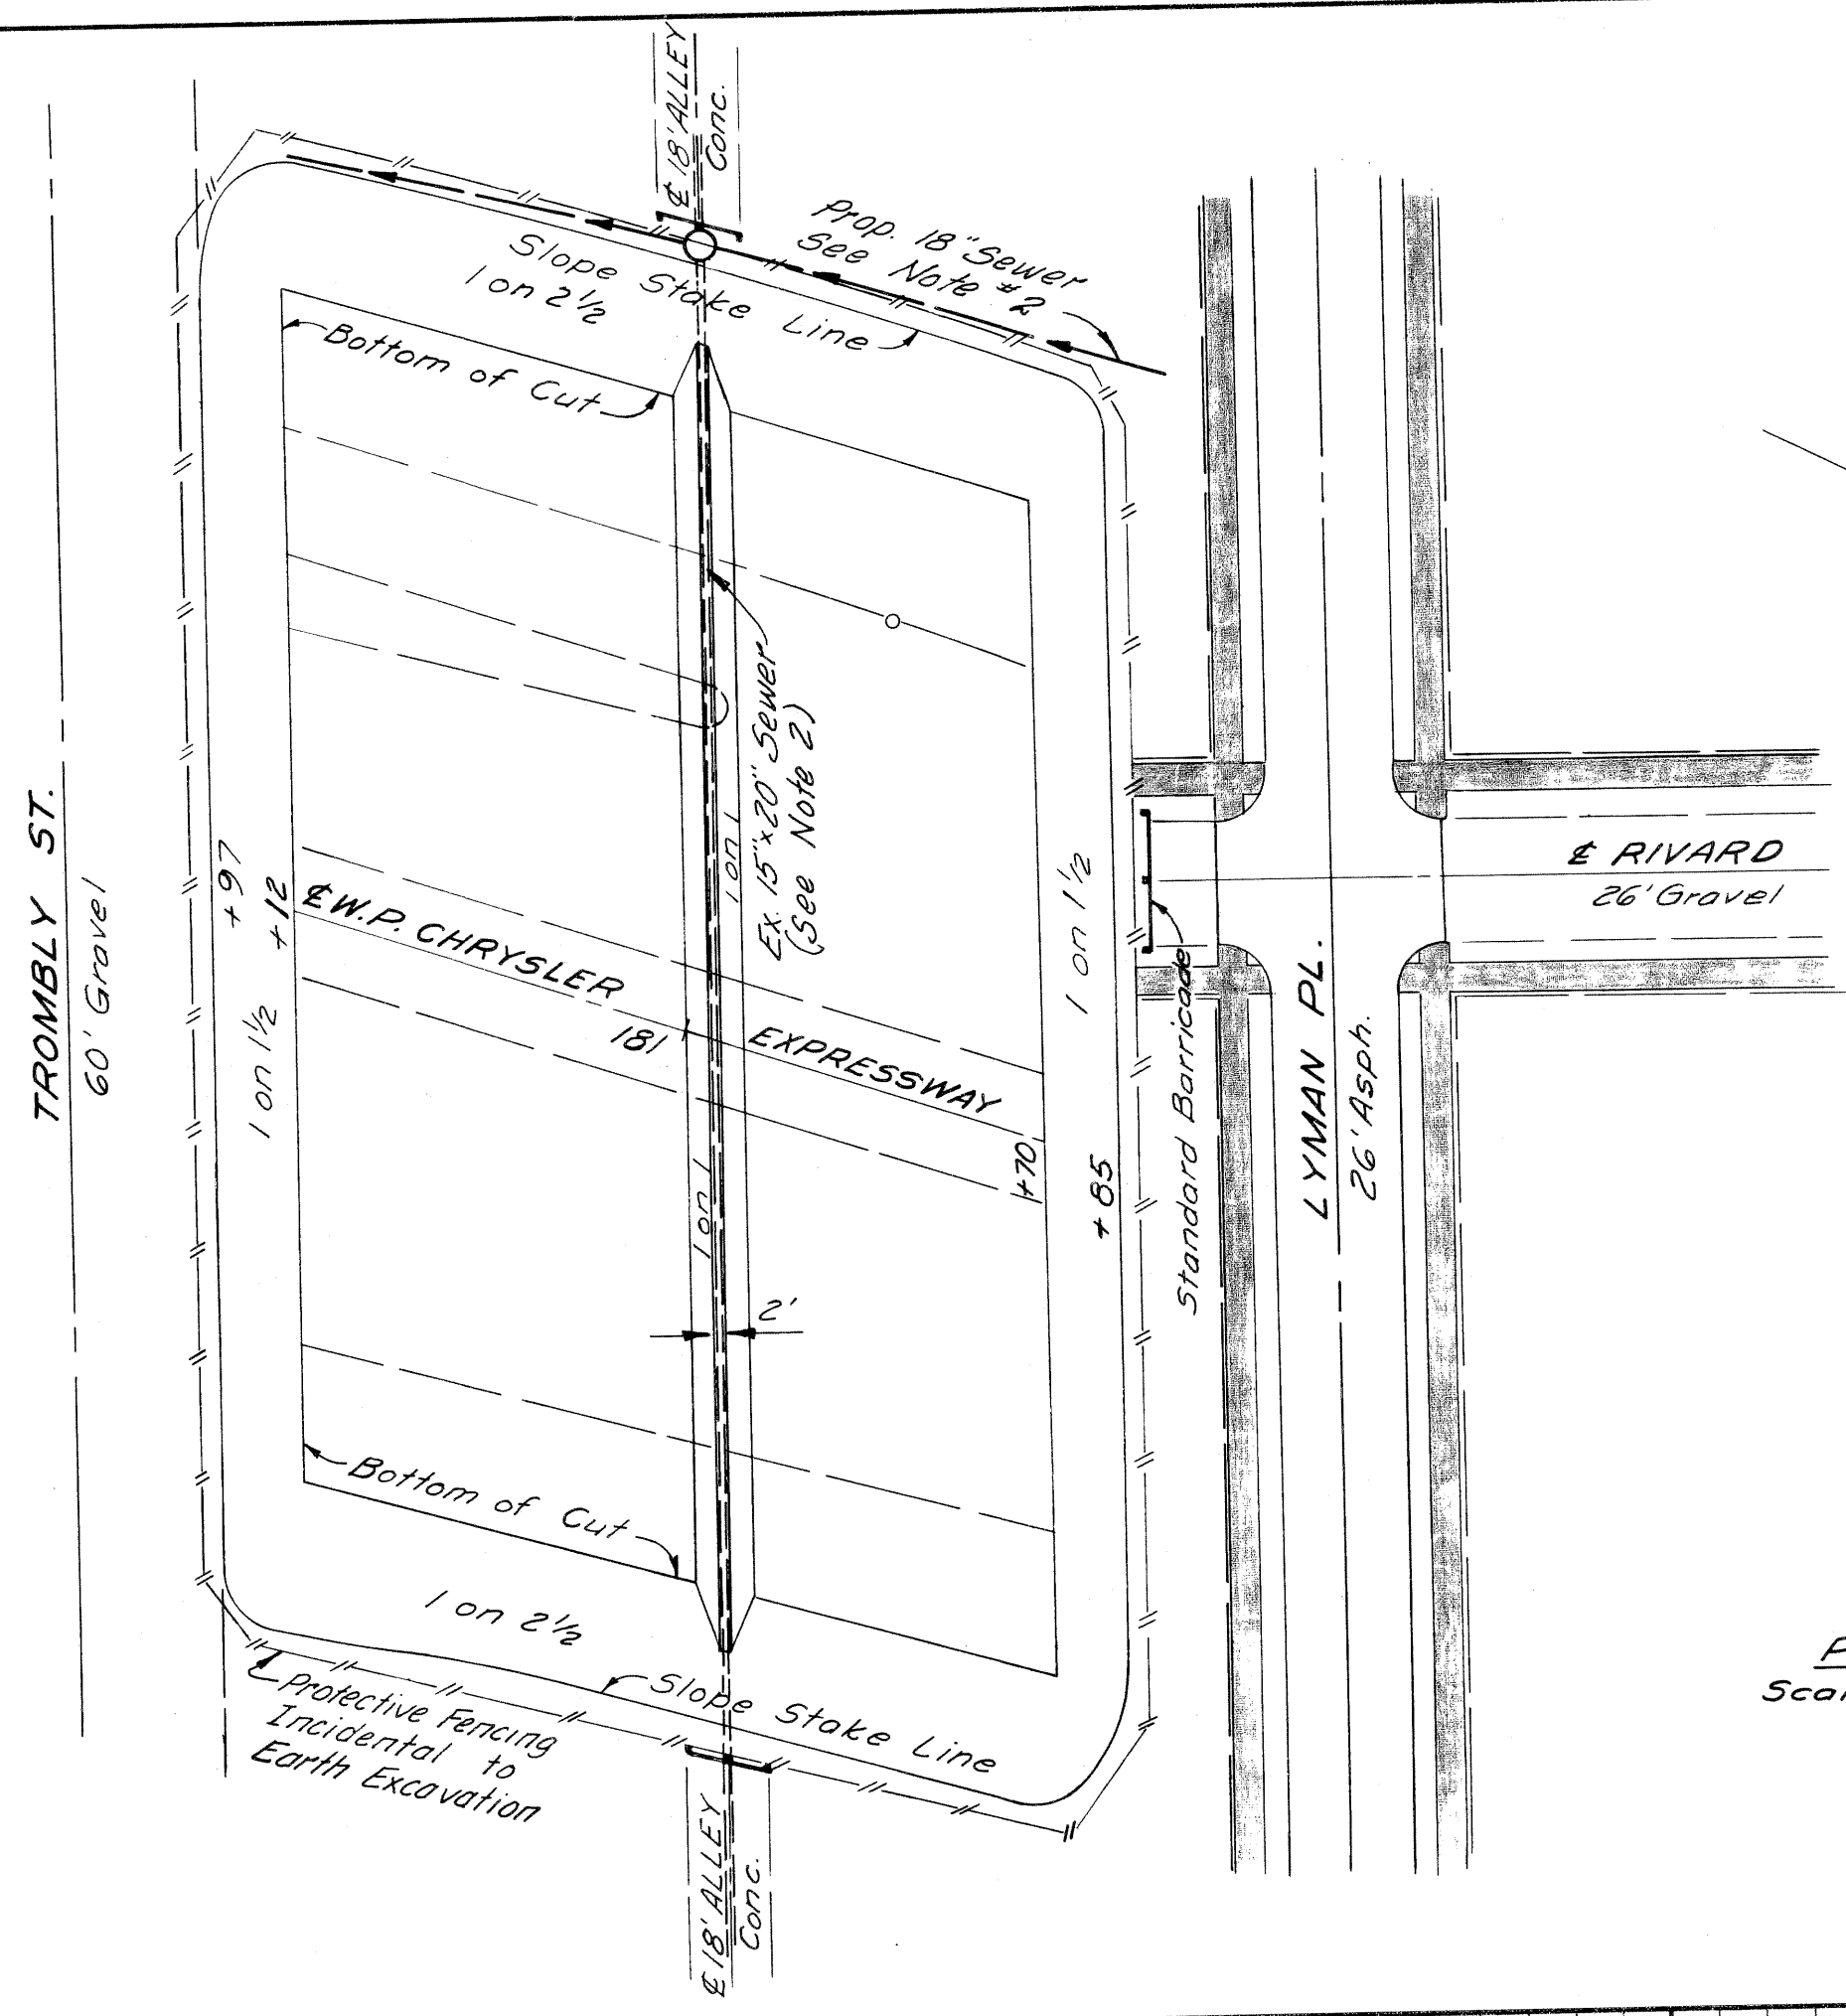 ℄ 18' ALLEY
Conc.
Prop. 18" Sewer
See Note #2
Slope Stake Line
1 on 2½
Bottom of Cut
Ex. 15"x20" Sewer
(See Note 2)
1 on 1
TROMBLY ST.
60' Gravel
+97
+12
1 on 1½
℄ W.P. CHRYSLER
EXPRESSWAY
181
1 on 1
+70
1 on 1½
+85
Standard Barricade
℄ RIVARD
26' Gravel
LYMAN PL.
26' Asph.
2'
Bottom of Cut
1 on 2½
Slope Stake Line
Protective Fencing
Incidental to
Earth Excavation
℄ 18' ALLEY
Conc.